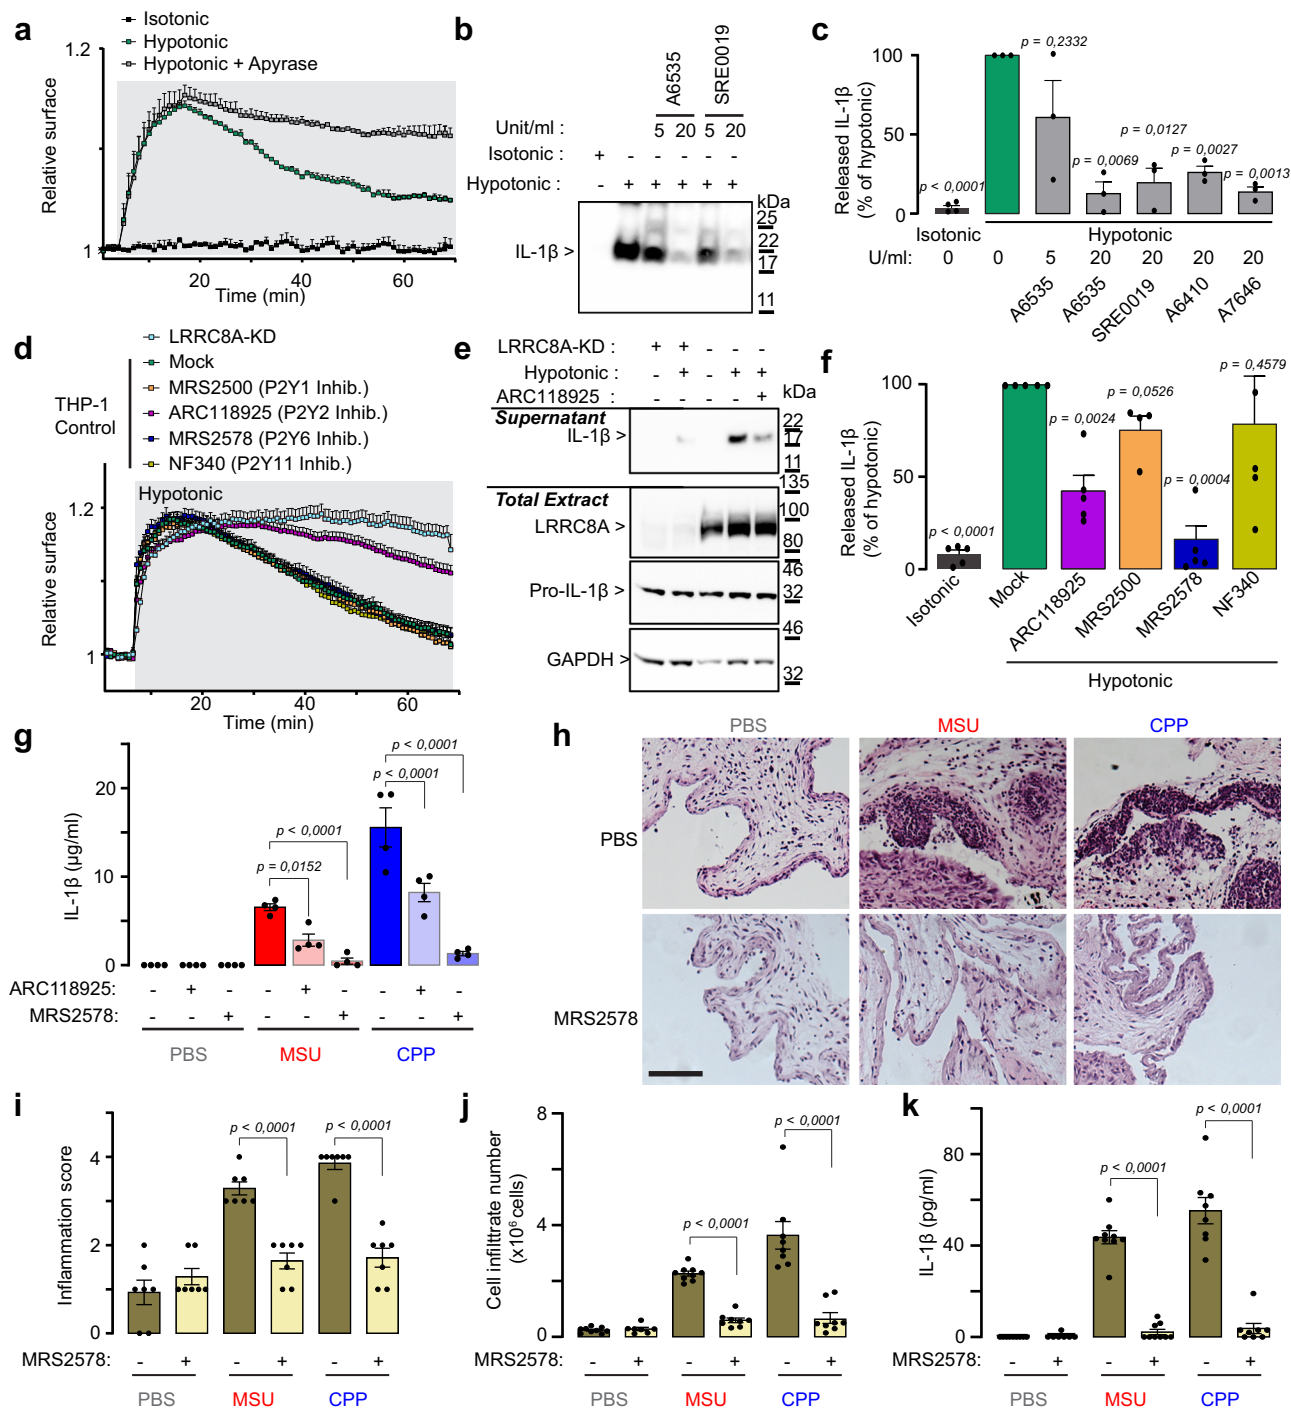 a
Isotonic
Hypotonic
Hypotonic + Apyrase
1.2
1
Relative surface
20
40
60
Time (min)
b
A6535
SRE0019
Unit/ml :
5
20
5
20
Isotonic :
+
-
-
-
-
-
Hypotonic :
-
+
+
+
+
+
kDa
25
22
17
11
IL-1β >
c
Released IL-1β
(% of hypotonic)
100
50
0
p < 0,0001
p = 0,2332
p = 0,0069
p = 0,0127
p = 0,0027
p = 0,0013
Isotonic
Hypotonic
U/ml:
0
0
5
20
20
20
20
A6535
A6535
SRE0019
A6410
A7646
d
LRRC8A-KD
THP-1
Control
Mock
MRS2500 (P2Y1 Inhib.)
ARC118925 (P2Y2 Inhib.)
MRS2578 (P2Y6 Inhib.)
NF340 (P2Y11 Inhib.)
Hypotonic
1.2
1
Relative surface
20
40
60
Time (min)
e
LRRC8A-KD :
+
+
-
-
-
Hypotonic :
-
+
-
+
+
ARC118925 :
-
-
-
-
+
kDa
Supernatant
IL-1β >
22
17
11
Total Extract
LRRC8A >
135
100
80
Pro-IL-1β >
46
32
GAPDH >
46
32
f
Released IL-1β
(% of hypotonic)
100
50
0
p < 0,0001
p = 0,0024
p = 0,0526
p = 0,0004
p = 0,4579
Isotonic
Mock
ARC118925
MRS2500
MRS2578
NF340
Hypotonic
g
IL-1β (µg/ml)
20
10
0
p = 0,0152
p < 0,0001
p < 0,0001
p < 0,0001
ARC118925:
-
+
-
-
+
-
-
+
-
MRS2578:
-
-
+
-
-
+
-
-
+
PBS
MSU
CPP
h
PBS
MSU
CPP
PBS
MRS2578
i
Inflammation score
4
2
0
p < 0,0001
p < 0,0001
MRS2578:
-
+
-
+
-
+
PBS
MSU
CPP
j
Cell infiltrate number
(x10⁶ cells)
8
4
0
p < 0,0001
p < 0,0001
MRS2578:
-
+
-
+
-
+
PBS
MSU
CPP
k
IL-1β (pg/ml)
80
40
0
p < 0,0001
p < 0,0001
MRS2578:
-
+
-
+
-
+
PBS
MSU
CPP